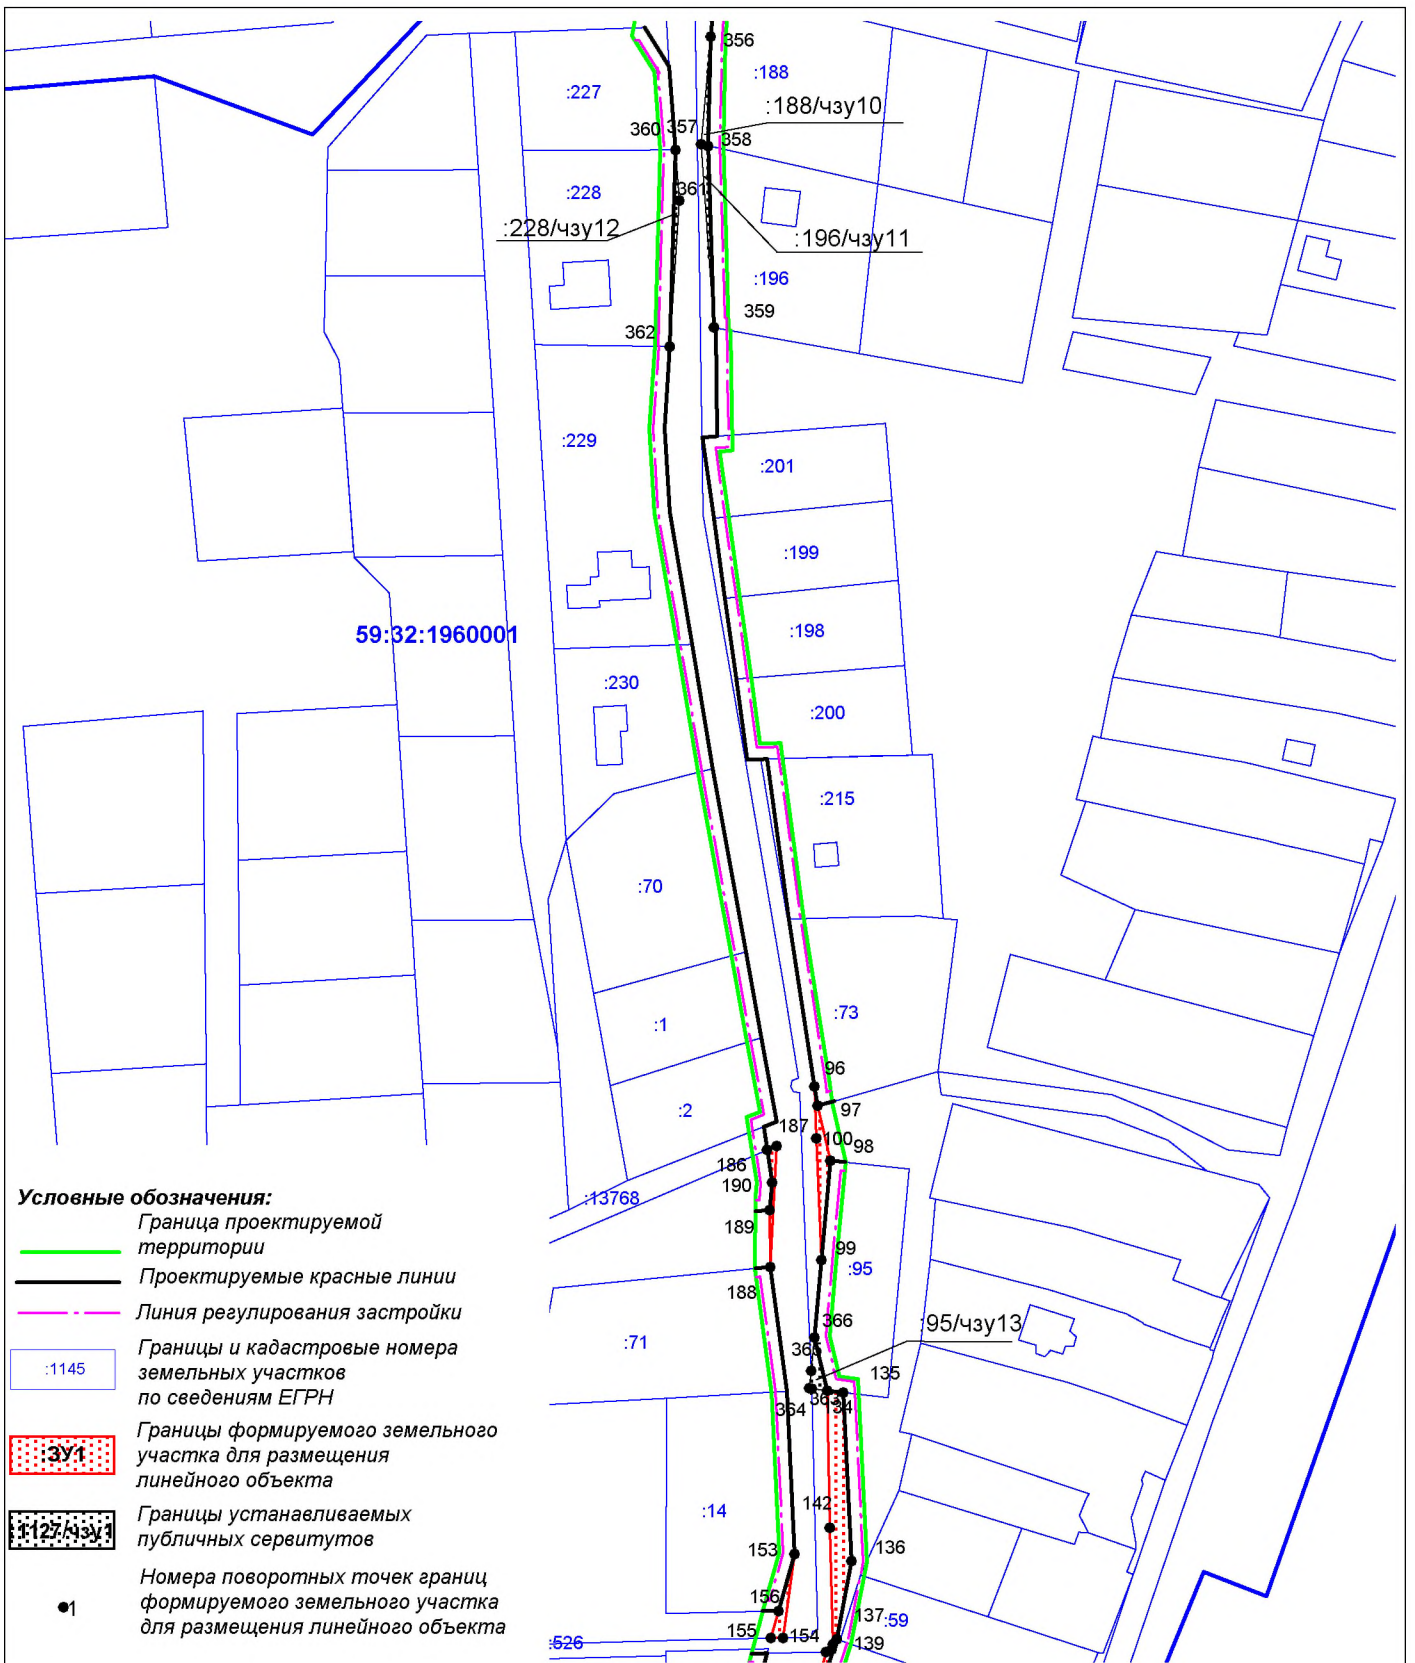 356
:188
:227
:188/чзу10
360
357
358
:228
361
:228/чзу12
:196/чзу11
:196
359
362
:229
:201
:199
59:32:1960001
:198
:230
:200
:215
:70
:73
:1
96
97
:2
187
100
98
186
190
:13768
189
99
:95
188
366
:95/чзу13
:71
365
135
363
364
34
142
:14
153
136
156
137
:59
155
154
139
:526
Условные обозначения:
Граница проектируемой
территории
Проектируемые красные линии
Линия регулирования застройки
:1145
Границы и кадастровые номера
земельных участков
по сведениям ЕГРН
:ЗУ1
Границы формируемого земельного
участка для размещения
линейного объекта
:1127/чзу1
Границы устанавливаемых
публичных сервитутов
1
Номера поворотных точек границ
формируемого земельного участка
для размещения линейного объекта